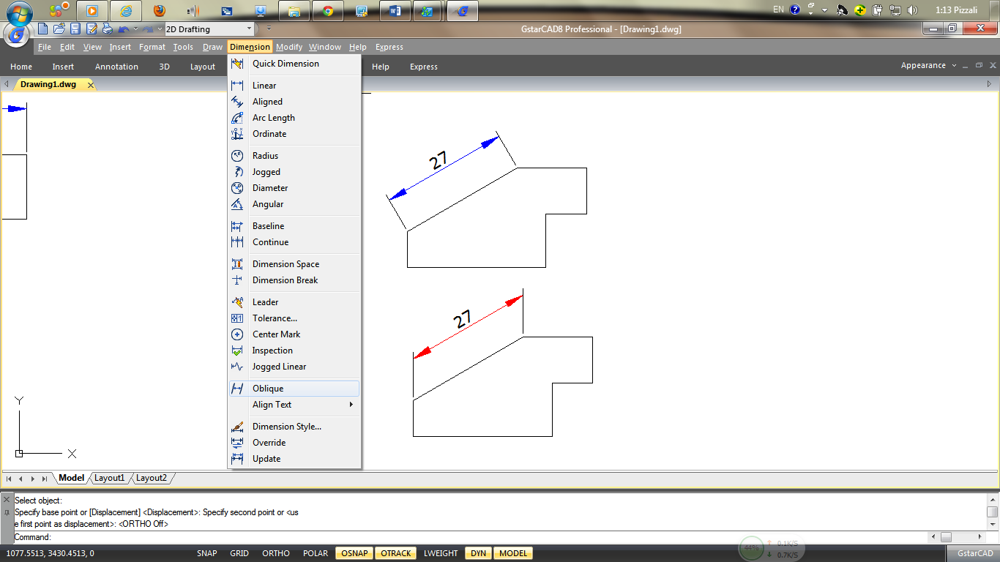 EN
1:13 Pizzali
2D Drafting
GstarCAD8 Professional - [Drawing1.dwg]
File Edit View Insert Format Tools Draw Dimension Modify Window Help Express
Home Insert Annotation 3D Layout Help Express Appearance
Drawing1.dwg
Quick Dimension
Linear
Aligned
Arc Length
Ordinate
Radius
Jogged
Diameter
Angular
Baseline
Continue
Dimension Space
Dimension Break
Leader
Tolerance...
Center Mark
Inspection
Jogged Linear
Oblique
Align Text
Dimension Style...
Override
Update
27
27
Y
X
Model Layout1 Layout2
Select object:
Specify base point or [Displacement] <Displacement>: Specify second point or <us
e first point as displacement>: <ORTHO Off>
Command:
1077.5513, 3430.4513, 0 SNAP GRID ORTHO POLAR OSNAP OTRACK LWEIGHT DYN MODEL
44%
0.1K/S
0.7K/S
GstarCAD